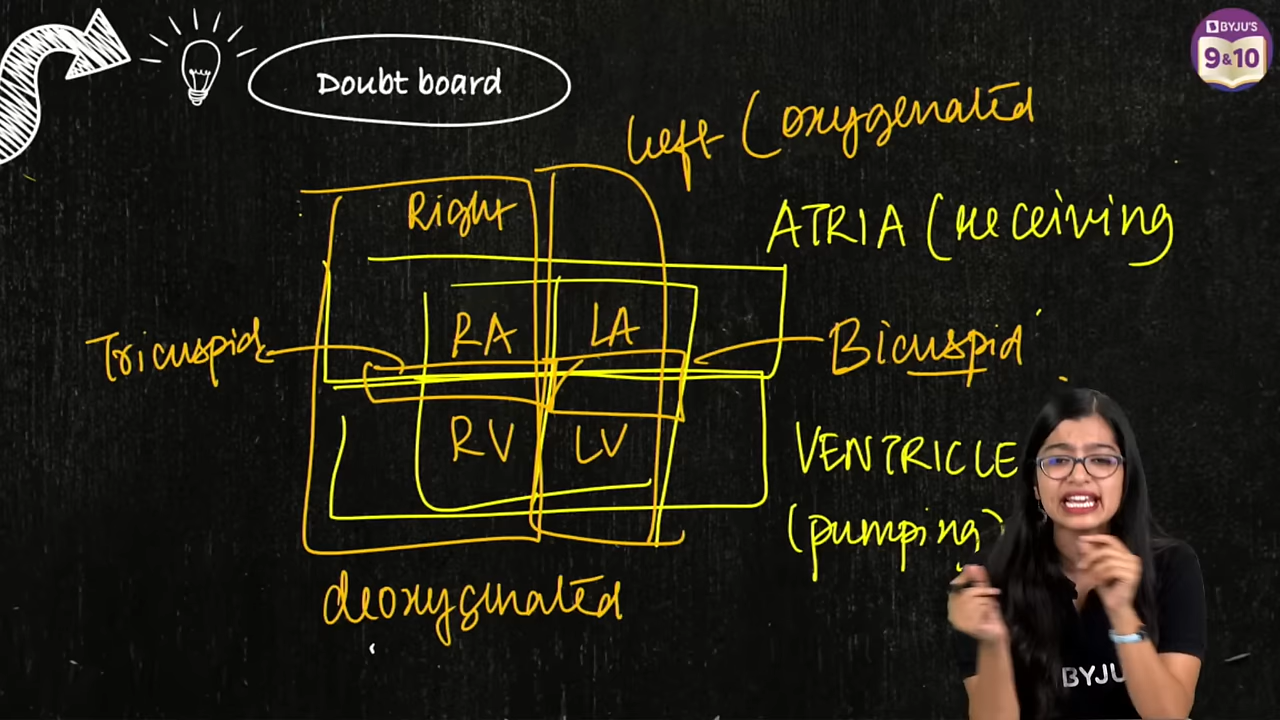 BYJU'S
9&10
Doubt board
Left (oxygenated
Right
ATRIA (receiving
RA LA
Tricuspid
Bicuspid
RV LV
VENTRICLE
(pumping)
deoxygenated
BYJU